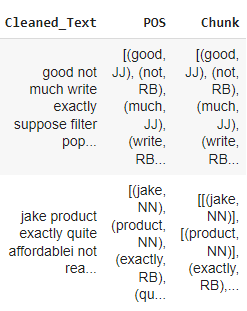 Cleaned_Text POS Chunk
good not
much write
exactly
suppose filter
pop...
[(good,
JJ), (not,
RB),
(much,
JJ),
(write,
RB...
[(good,
JJ), (not,
RB),
(much,
JJ),
(write,
RB...
jake product
exactly quite
affordablei not
rea...
[(jake,
NN),
(product,
NN),
(exactly,
RB),
(qu...
[[(jake,
NN)],
[(product,
NN)],
(exactly,
RB),...